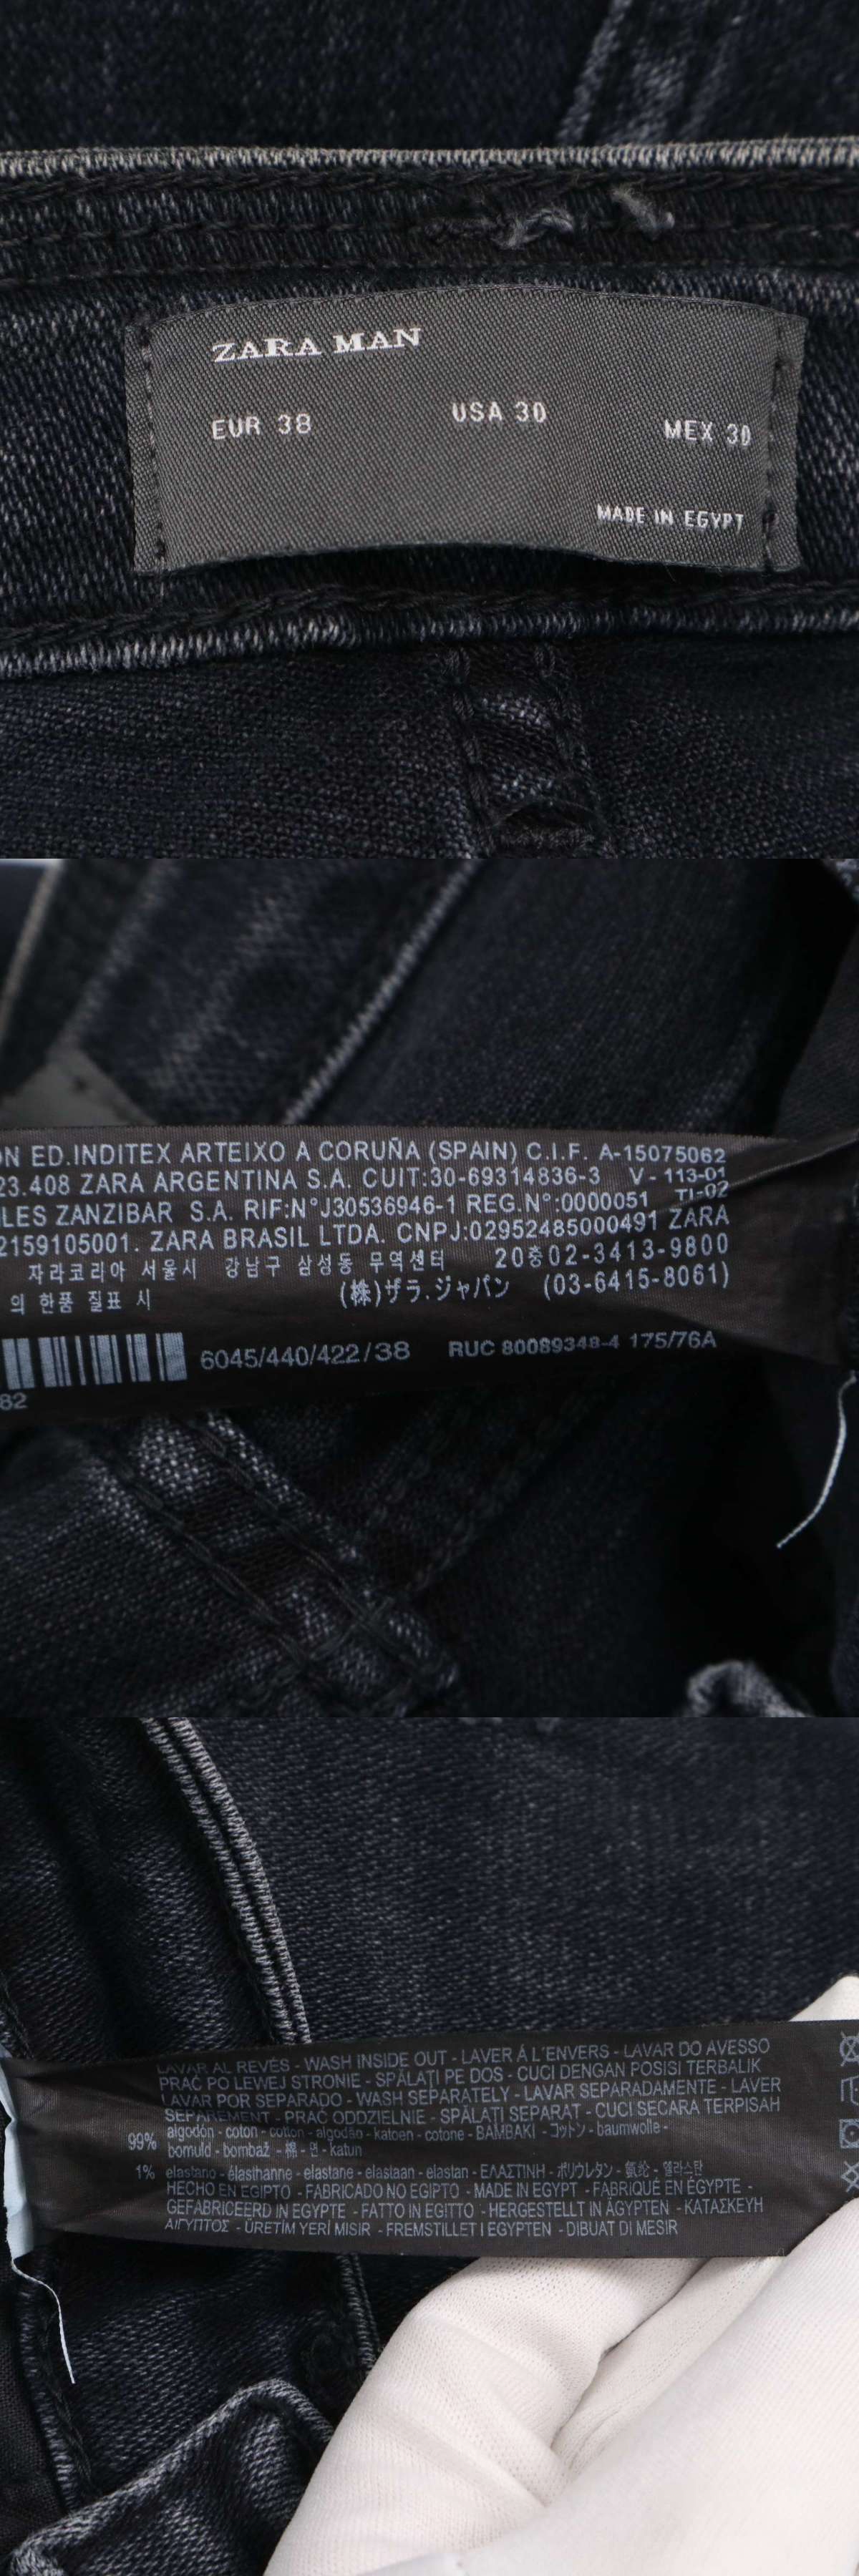 ZARA MAN
EUR 38 USA 30 MEX 30
MADE IN EGYPT
ON ED.INDITEX ARTEIXO A CORUÑA (SPAIN) C.I.F. A-15075062
23.408 ZARA ARGENTINA S.A. CUIT:30-69314836-3 V - 113-01
LES ZANZIBAR S.A. RIF:N°J30536946-1 REG.N°:0000051 TI-02
2159105001. ZARA BRASIL LTDA. CNPJ:02952485000491 ZARA
자라코리아 서울시 강남구 삼성동 무역센터 20층02-3413-9800
의 한품 질표 시 (株)ザラ.ジャパン (03-6415-8061)
6045/440/422/38 RUC 80089348-4 175/76A
82
LAVAR AL REVÉS - WASH INSIDE OUT - LAVER À L'ENVERS - LAVAR DO AVESSO
PRAĆ PO LEWEJ STRONIE - SPĂLAȚI PE DOS - CUCI DENGAN POSISI TERBALIK
LAVAR POR SEPARADO - WASH SEPARATELY - LAVAR SEPARADAMENTE - LAVER
SÉPARÉMENT - PRAĆ ODDZIELNIE - SPĂLAȚI SEPARAT - CUCI SECARA TERPISAH
99% algodón - coton - cotton - algodão - katoen - cotone - BAMBAKI - コットン - baumwolle -
bomuld - bombaž - 棉 - 면 - katun
1% elastano - élasthanne - elastane - elastaan - elastan - ΕΛΑΣΤΙΝΗ - ポリウレタン - 氨纶 - 엘라스탄
HECHO EN EGIPTO - FABRICADO NO EGIPTO - MADE IN EGYPT - FABRIQUÉ EN ÉGYPTE -
GEFABRICEERD IN EGYPTE - FATTO IN EGITTO - HERGESTELLT IN ÄGYPTEN - ΚΑΤΑΣΚΕΥΗ
ΑΙΓΥΠΤΟΣ - ÜRETİM YERİ MISIR - FREMSTILLET I EGYPTEN - DIBUAT DI MESIR